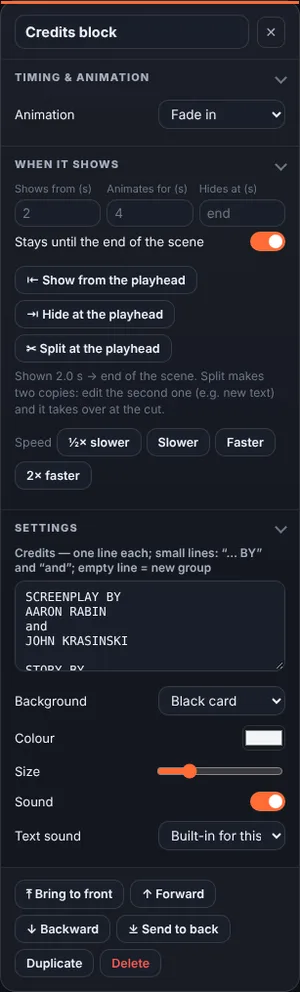 Credits block
✕
TIMING & ANIMATION
Animation
Fade in
WHEN IT SHOWS
Shows from (s) Animates for (s) Hides at (s)
2 4 end
Stays until the end of the scene
⇤ Show from the playhead
⇥ Hide at the playhead
✂ Split at the playhead
Shown 2.0 s → end of the scene. Split makes
two copies: edit the second one (e.g. new text)
and it takes over at the cut.
Speed ½× slower Slower Faster
2× faster
SETTINGS
Credits — one line each; small lines: “… BY”
and “and”; empty line = new group
SCREENPLAY BY
AARON RABIN
and
JOHN KRASINSKI
STORY BY
Background Black card
Colour
Size
Sound
Text sound Built-in for this
⤒ Bring to front ↑ Forward
↓ Backward ⤓ Send to back
Duplicate Delete